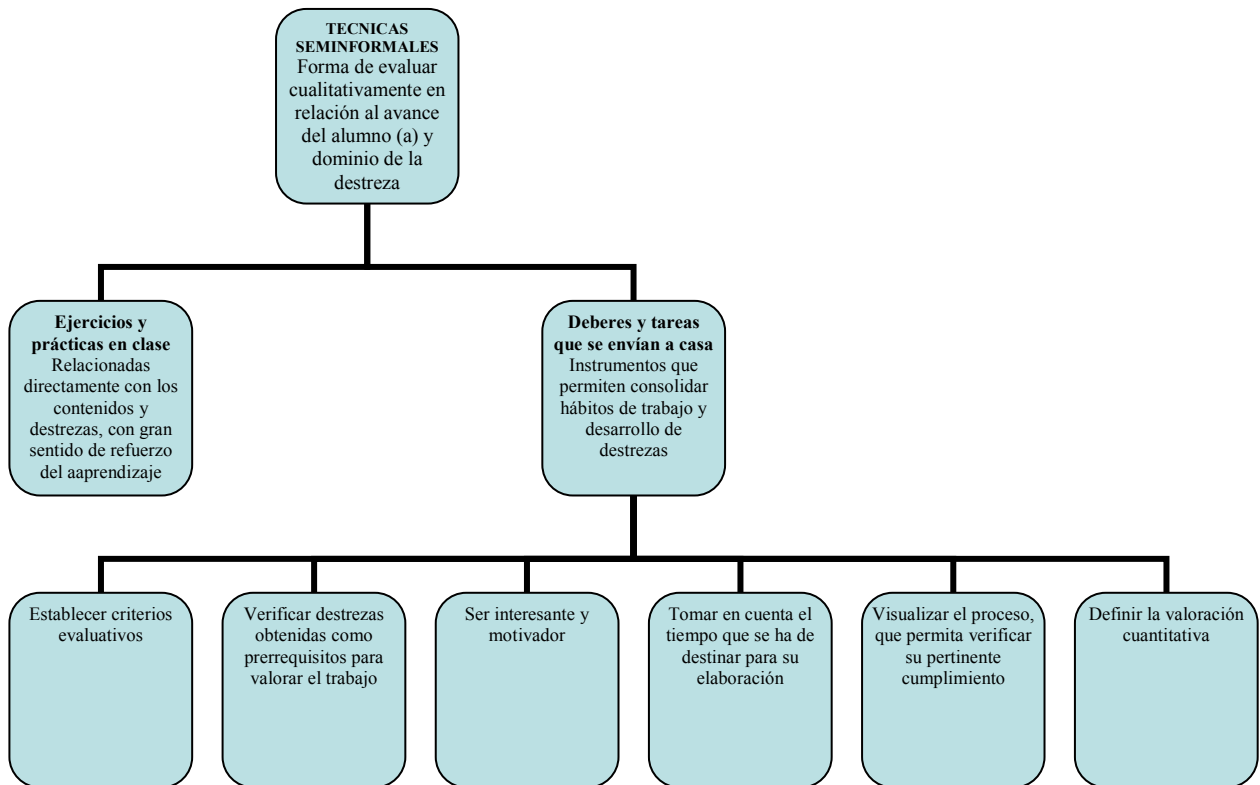 TECNICAS
SEMINFORMALES
Forma de evaluar
cualitativamente en
relación al avance
del alumno (a) y
dominio de la
destreza
Ejercicios y
prácticas en clase
Relacionadas
directamente con los
contenidos y
destrezas, con gran
sentido de refuerzo
del aaprendizaje
Deberes y tareas
que se envían a casa
Instrumentos que
permiten consolidar
hábitos de trabajo y
desarrollo de
destrezas
Establecer criterios
evaluativos
Verificar destrezas
obtenidas como
prerrequisitos para
valorar el trabajo
Ser interesante y
motivador
Tomar en cuenta el
tiempo que se ha de
destinar para su
elaboración
Visualizar el proceso,
que permita verificar
su pertinente
cumplimiento
Definir la valoración
cuantitativa